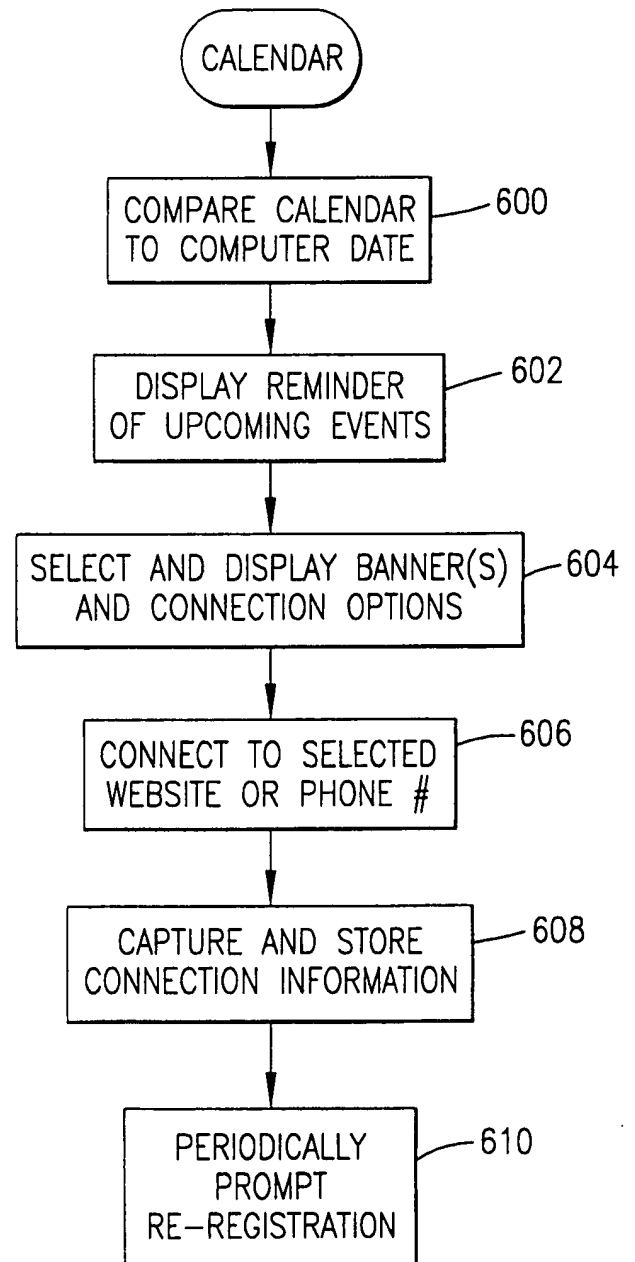 CALENDAR
COMPARE CALENDAR
TO COMPUTER DATE
600
DISPLAY REMINDER
OF UPCOMING EVENTS
602
SELECT AND DISPLAY BANNER(S)
AND CONNECTION OPTIONS
604
CONNECT TO SELECTED
WEBSITE OR PHONE #
606
CAPTURE AND STORE
CONNECTION INFORMATION
608
PERIODICALLY
PROMPT
RE-REGISTRATION
610